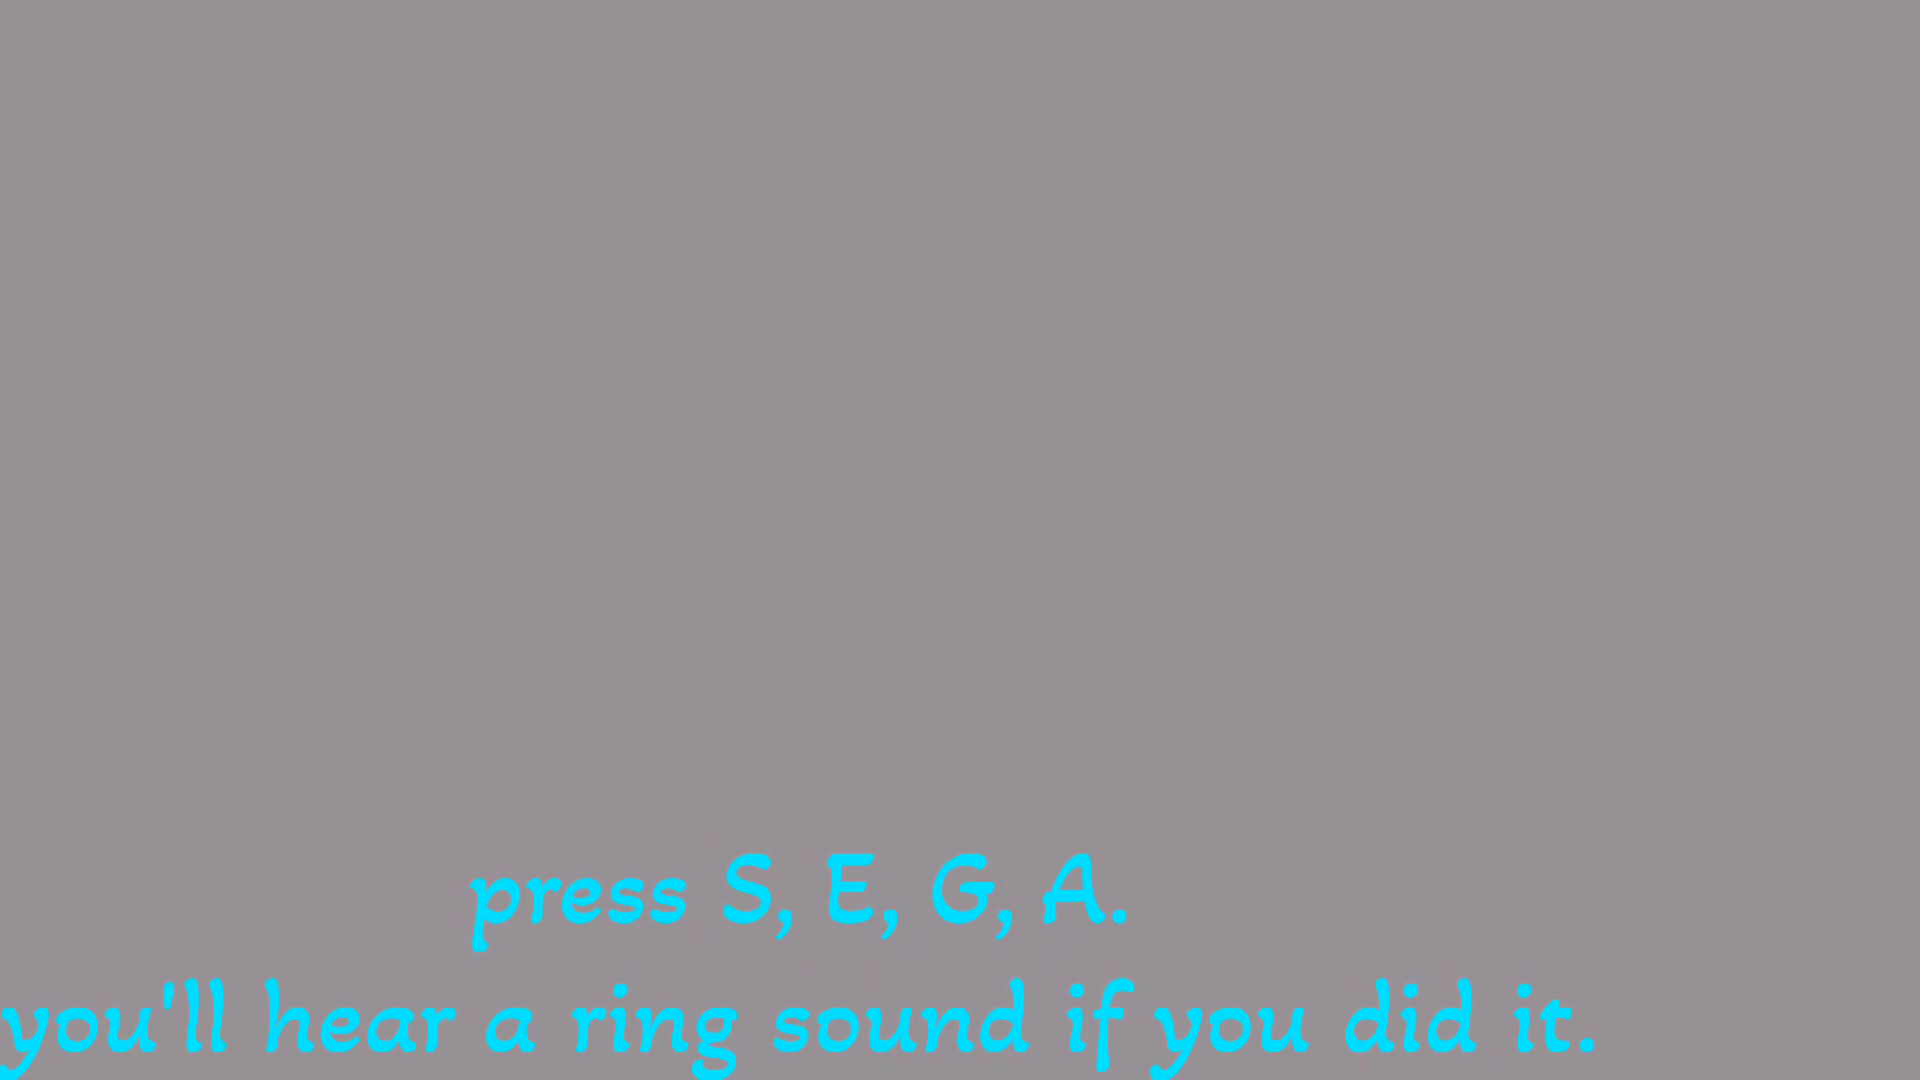 press S, E, G, A.
you'll hear a ring sound if you did it.